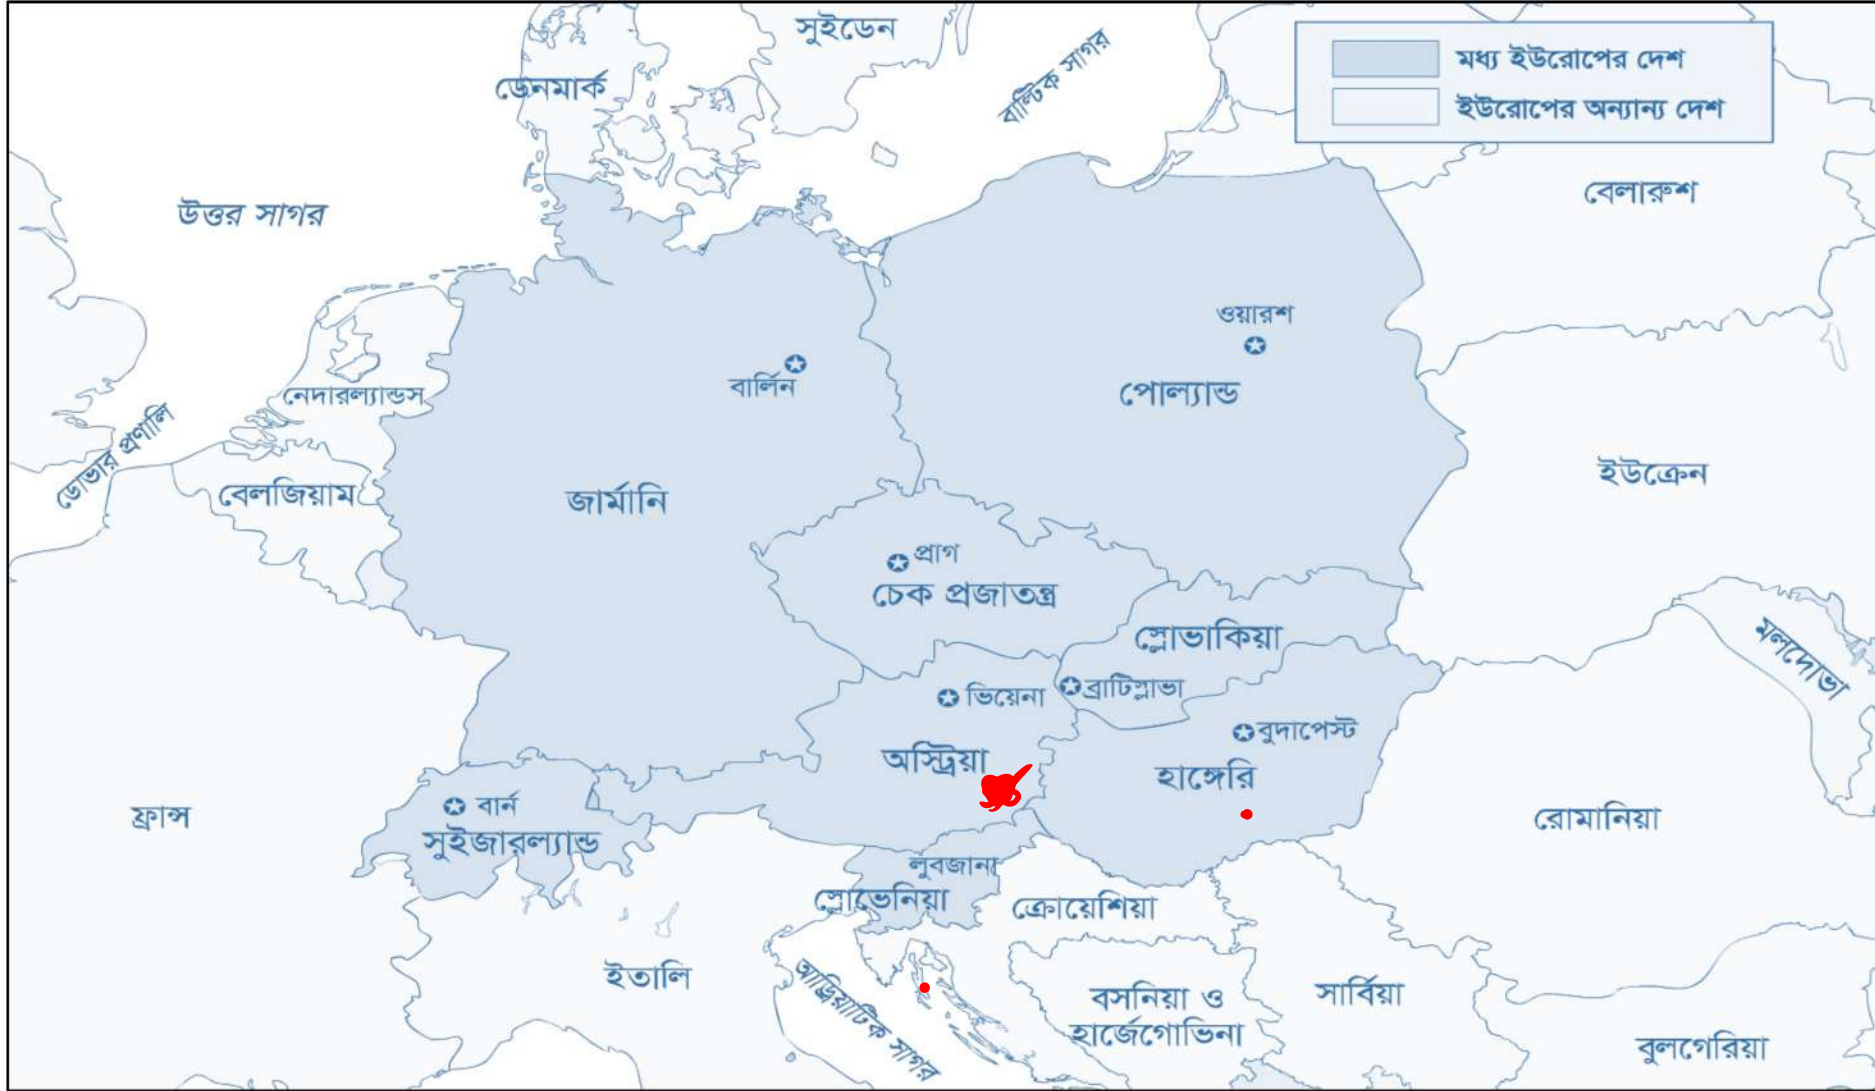 সুইডেন
ডেনমার্ক
বাল্টিক সাগর
মধ্য ইউরোপের দেশ
ইউরোপের অন্যান্য দেশ
বেলারুশ
উত্তর সাগর
ওয়ারশ
বার্লিন
পোল্যান্ড
নেদারল্যান্ডস
ডোভার প্রণালি
বেলজিয়াম
জার্মানি
ইউক্রেন
প্রাগ
চেক প্রজাতন্ত্র
স্লোভাকিয়া
মলদোভা
ভিয়েনা
ব্রাটিস্লাভা
বুদাপেস্ট
অস্ট্রিয়া
হাঙ্গেরি
বার্ন
সুইজারল্যান্ড
ফ্রান্স
রোমানিয়া
লুবজানা
স্লোভেনিয়া
ক্রোয়েশিয়া
ইতালি
আড্রিয়াটিক সাগর
বসনিয়া ও
হার্জেগোভিনা
সার্বিয়া
বুলগেরিয়া